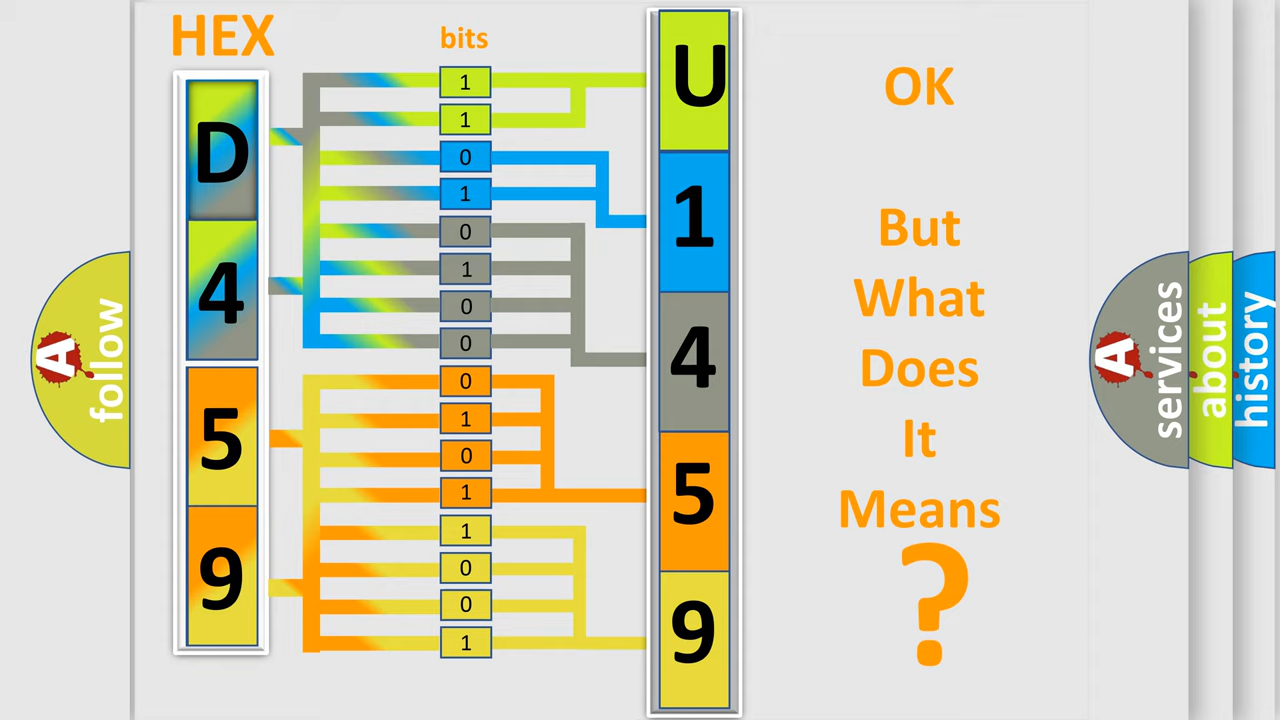 HEX
bits
D
4
5
9
1
1
0
1
0
1
0
0
0
1
0
1
1
0
0
1
U
1
4
5
9
OK
But
What
Does
It
Means
?
A
follow
A
services
about
history